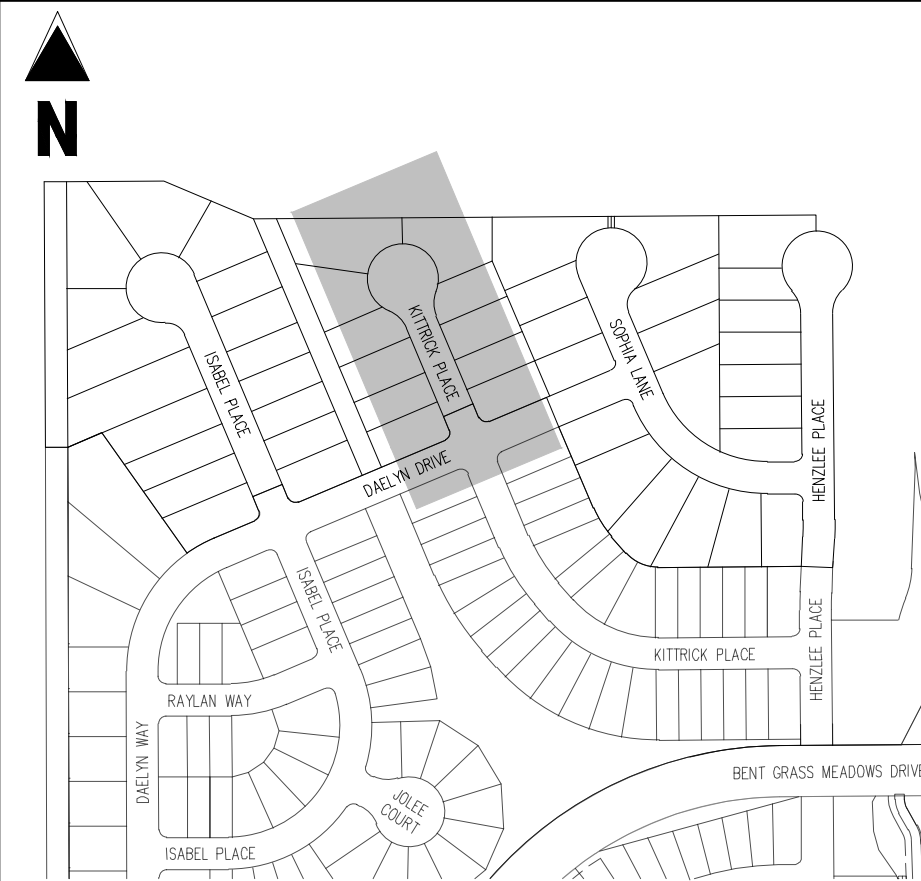 N
KITTRICK PLACE
SOPHIA LANE
ISABEL PLACE
HENZLEE PLACE
DAELYN DRIVE
ISABEL PLACE
HENZLEE PLACE
KITTRICK PLACE
RAYLAN WAY
DAELYN WAY
BENT GRASS MEADOWS DRIVE
JOLEE
COURT
ISABEL PLACE